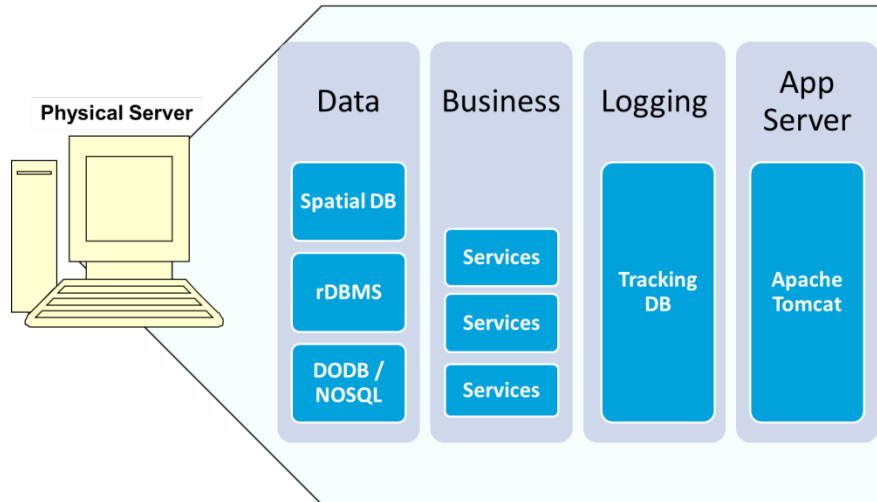 Physical Server
Data
Spatial DB
rDBMS
DODB /
NOSQL
Business
Services
Services
Services
Logging
Tracking
DB
App
Server
Apache
Tomcat